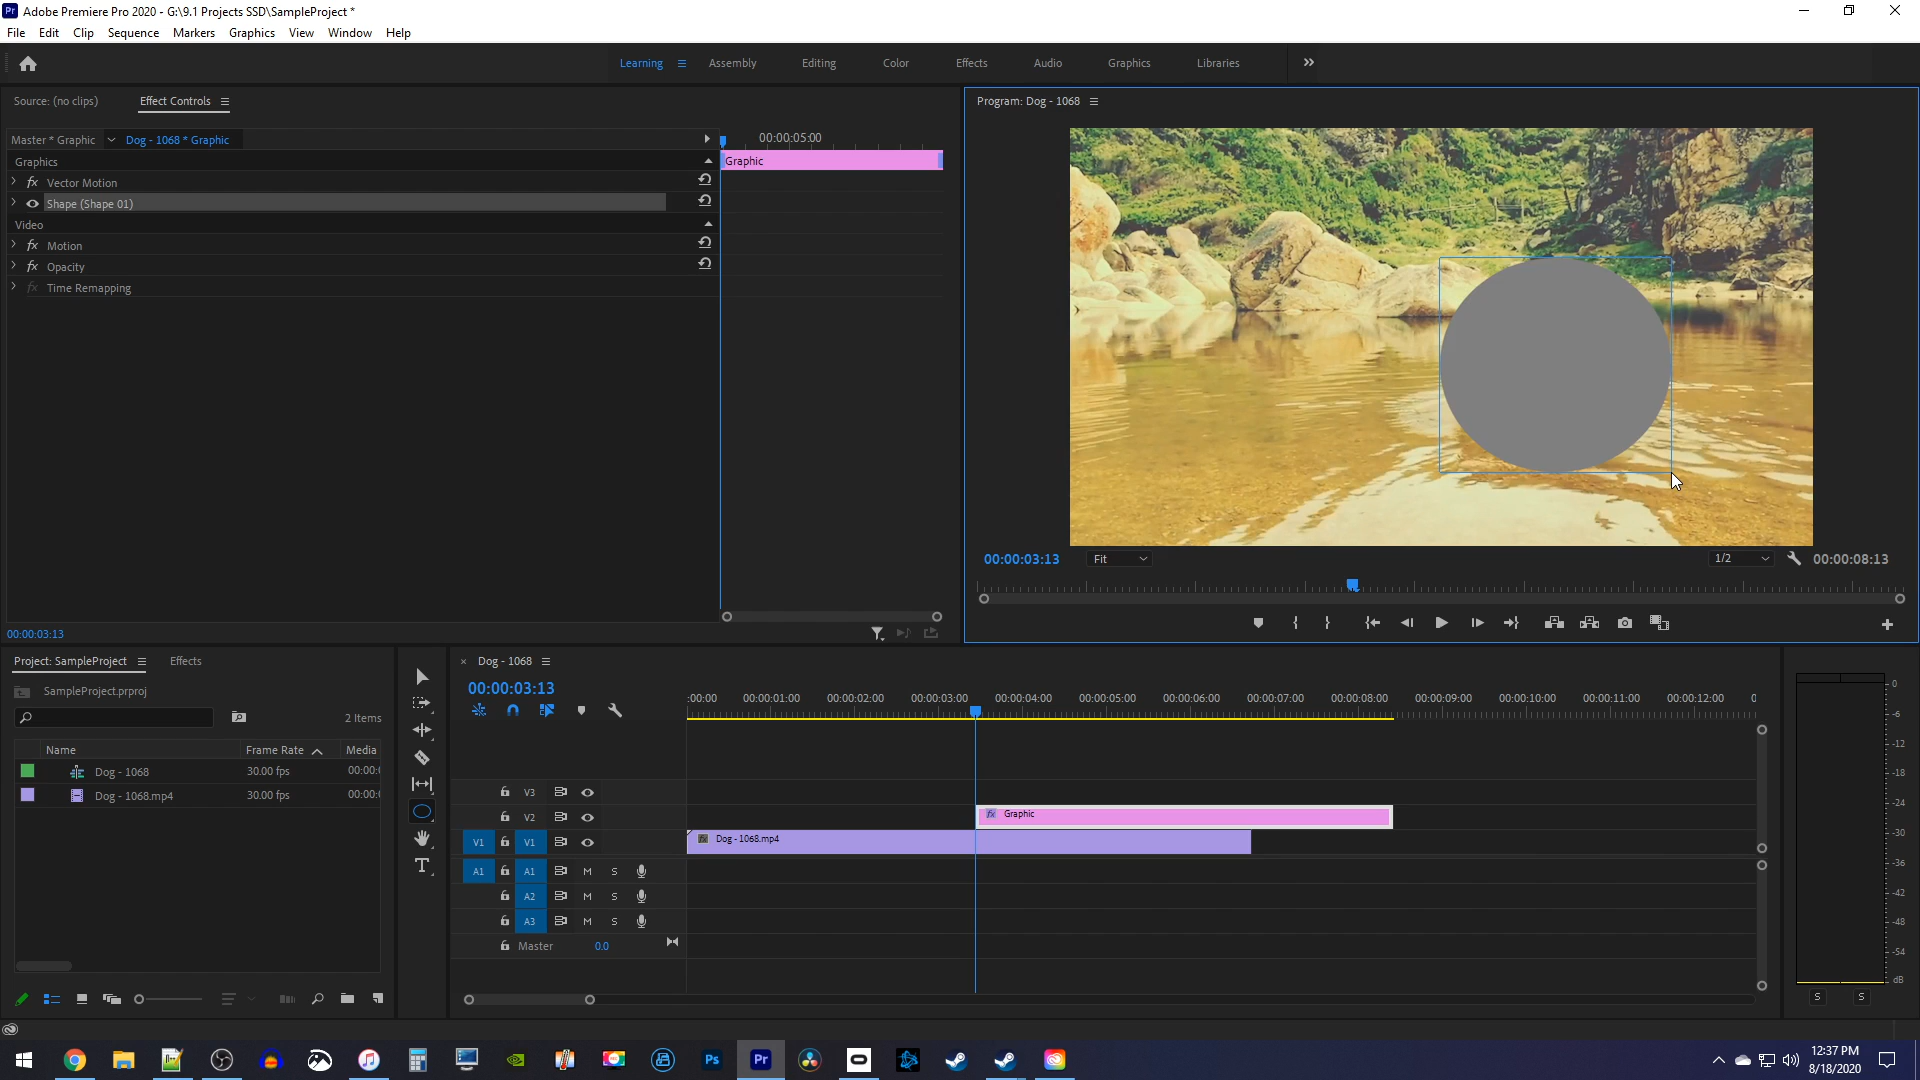 Pr Adobe Premiere Pro 2020 - G:\9.1 Projects SSD\SampleProject *
File Edit Clip Sequence Markers Graphics View Window Help
Learning Assembly Editing Color Effects Audio Graphics Libraries
Source: (no clips) Effect Controls
Master * Graphic Dog - 1068 * Graphic
00:00:05:00
Graphics
Graphic
fx Vector Motion
Shape (Shape 01)
Video
fx Motion
fx Opacity
fx Time Remapping
00:00:03:13
Program: Dog - 1068
00:00:03:13 Fit 1/2 00:00:08:13
Project: SampleProject Effects
SampleProject.prproj
2 Items
Name Frame Rate Media
Dog - 1068 30.00 fps 00:00:
Dog - 1068.mp4 30.00 fps 00:00:
T
× Dog - 1068
00:00:03:13
:00:00 00:00:01:00 00:00:02:00 00:00:03:00 00:00:04:00 00:00:05:00 00:00:06:00 00:00:07:00 00:00:08:00 00:00:09:00 00:00:10:00 00:00:11:00 00:00:12:00 0
V3
V2 fx Graphic
V1 V1 fx Dog - 1068.mp4
A1 A1 M S
A2 M S
A3 M S
Master 0.0
0
-6
-12
-18
-24
-30
-36
-42
-48
-54
dB
S S
Ps Pr
12:37 PM
8/18/2020